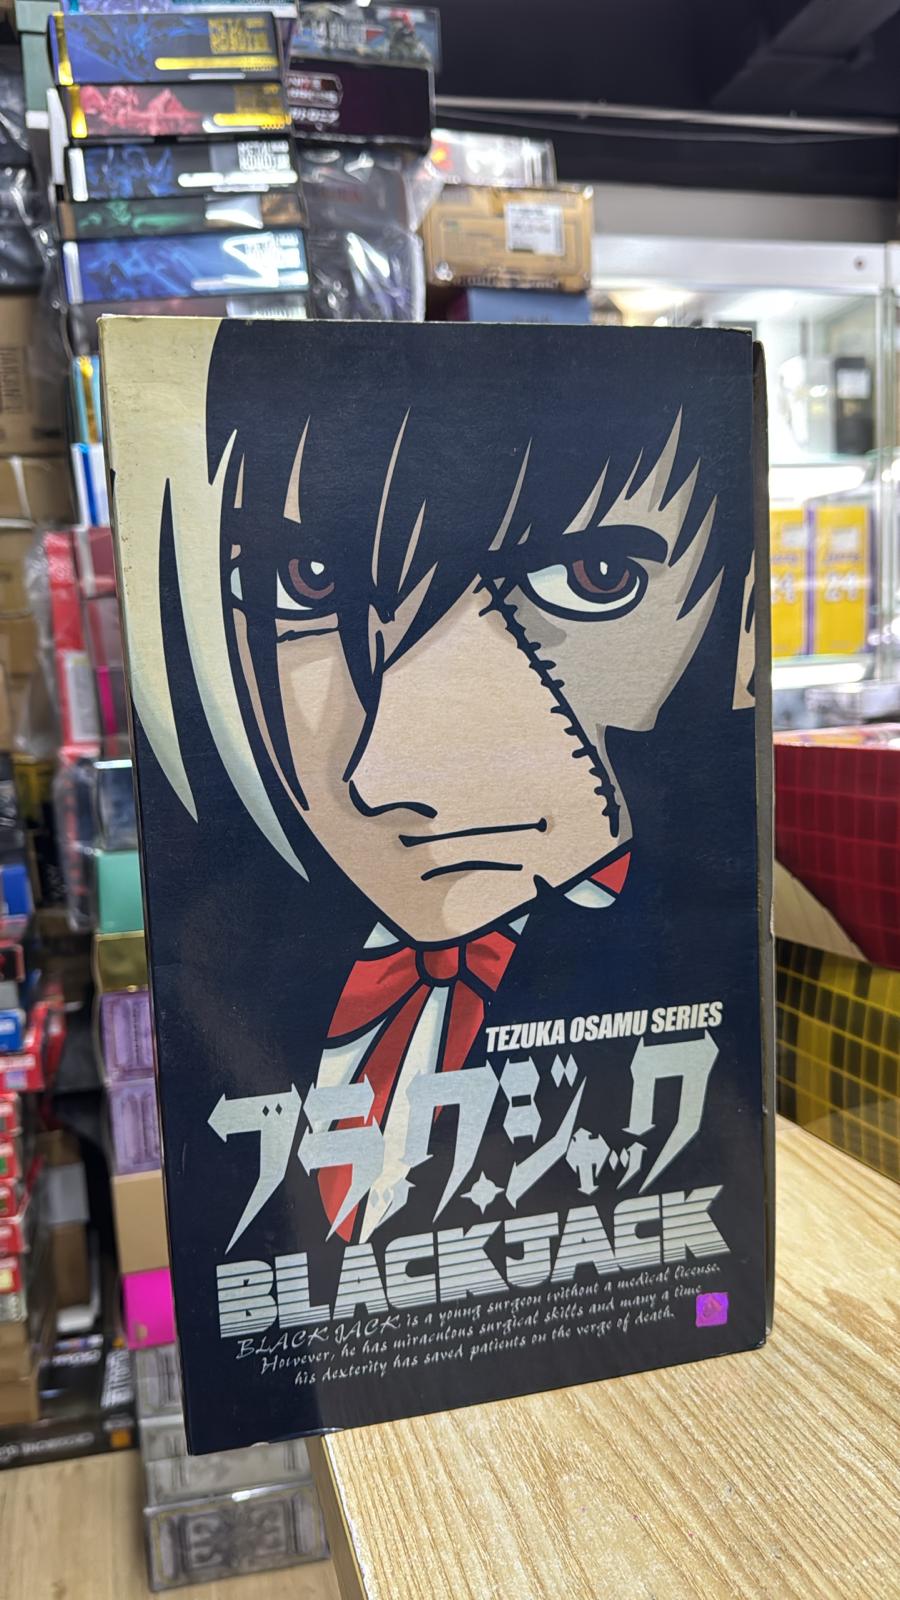 TEZUKA OSAMU SERIES
ブラック・ジャック
BLACKJACK
BLACK JACK is a young surgeon without a medical license.
However, he has miraculous surgical skills and many a time
his dexterity has saved patients on the verge of death.